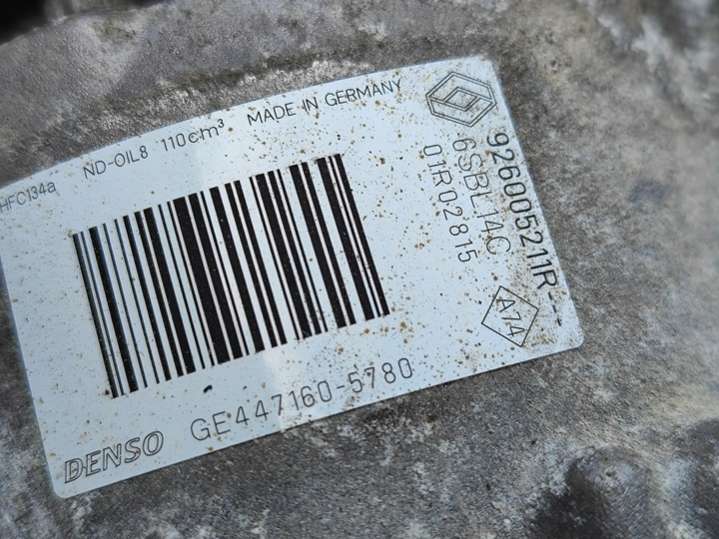 HFC134a ND-OIL8 110cm³ MADE IN GERMANY
926005211R--
6SBL14C
01R02815
A74
GE447160-5780
DENSO